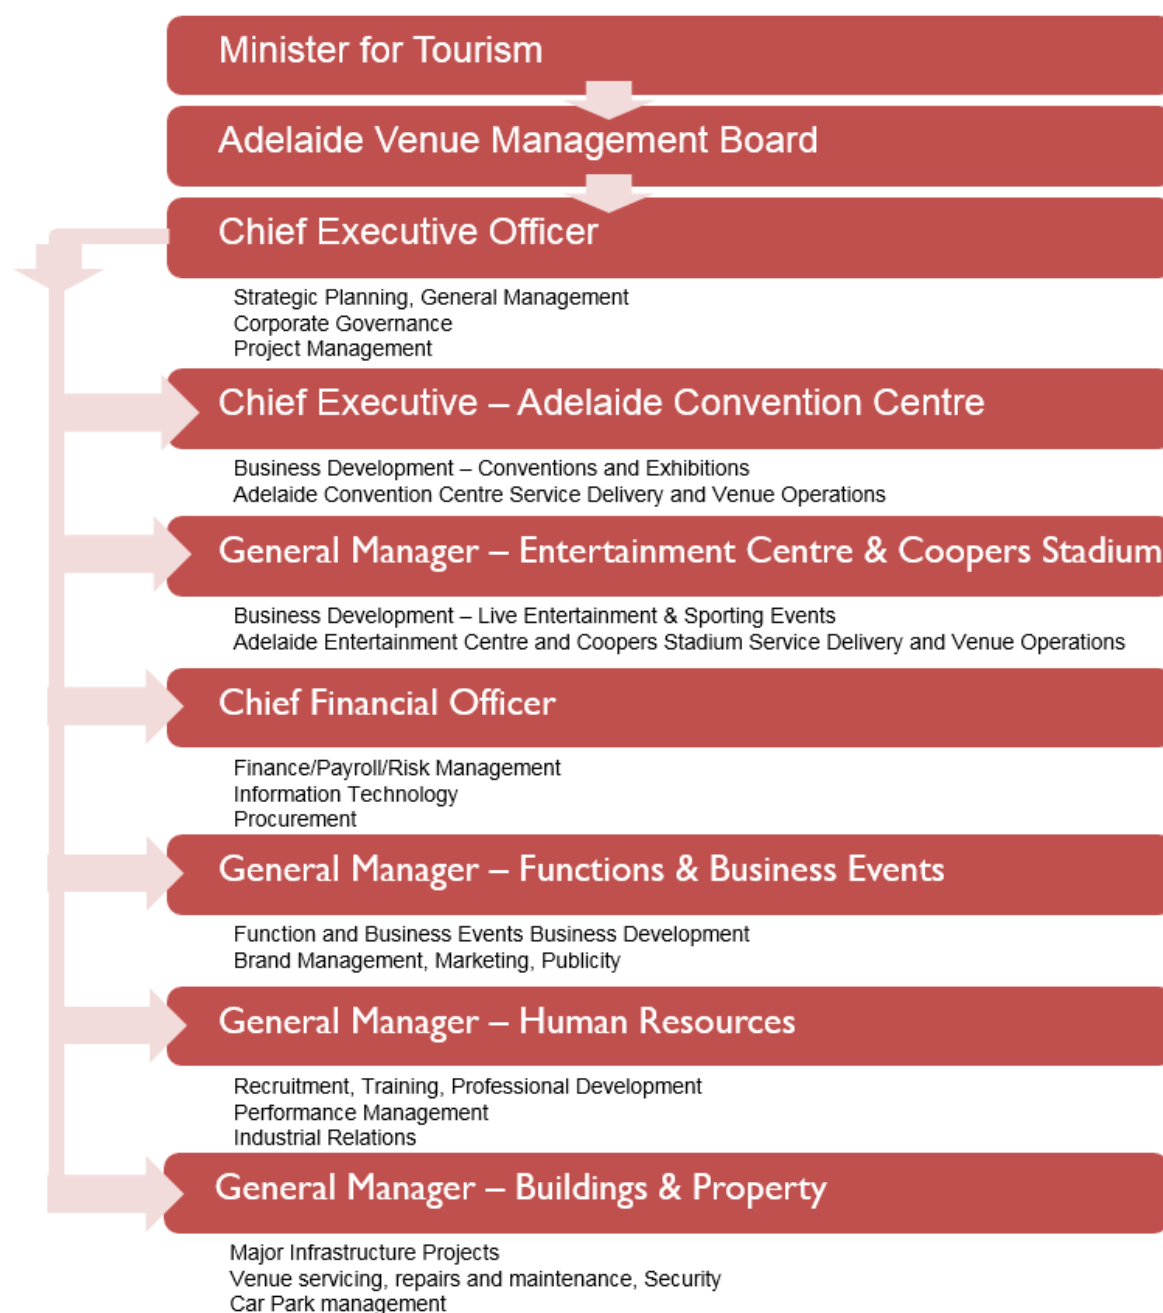 Minister for Tourism
Adelaide Venue Management Board
Chief Executive Officer
Strategic Planning, General Management
Corporate Governance
Project Management
Chief Executive – Adelaide Convention Centre
Business Development – Conventions and Exhibitions
Adelaide Convention Centre Service Delivery and Venue Operations
General Manager – Entertainment Centre & Coopers Stadium
Business Development – Live Entertainment & Sporting Events
Adelaide Entertainment Centre and Coopers Stadium Service Delivery and Venue Operations
Chief Financial Officer
Finance/Payroll/Risk Management
Information Technology
Procurement
General Manager – Functions & Business Events
Function and Business Events Business Development
Brand Management, Marketing, Publicity
General Manager – Human Resources
Recruitment, Training, Professional Development
Performance Management
Industrial Relations
General Manager – Buildings & Property
Major Infrastructure Projects
Venue servicing, repairs and maintenance, Security
Car Park management